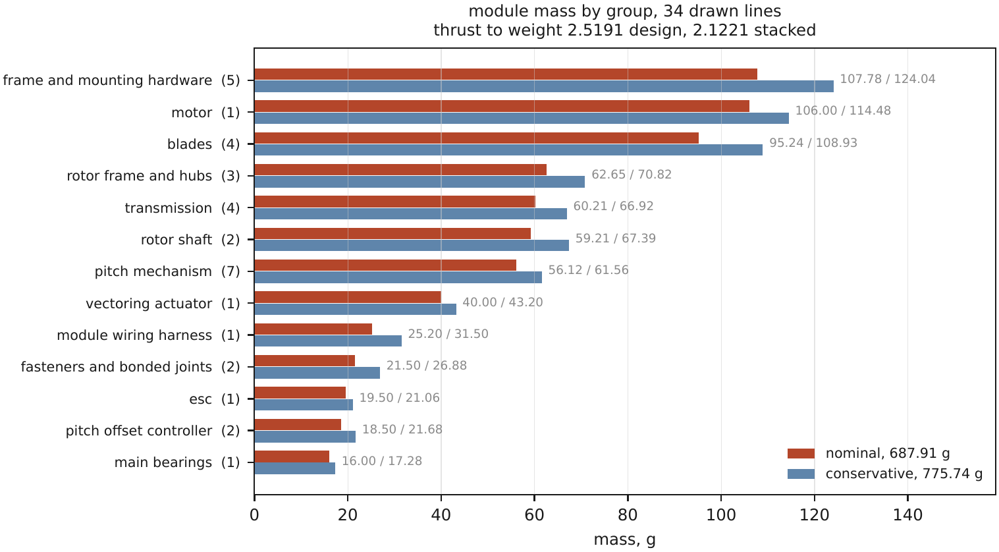 module mass by group, 34 drawn lines
thrust to weight 2.5191 design, 2.1221 stacked
frame and mounting hardware (5) 107.78 / 124.04
motor (1) 106.00 / 114.48
blades (4) 95.24 / 108.93
rotor frame and hubs (3) 62.65 / 70.82
transmission (4) 60.21 / 66.92
rotor shaft (2) 59.21 / 67.39
pitch mechanism (7) 56.12 / 61.56
vectoring actuator (1) 40.00 / 43.20
module wiring harness (1) 25.20 / 31.50
fasteners and bonded joints (2) 21.50 / 26.88
esc (1) 19.50 / 21.06
pitch offset controller (2) 18.50 / 21.68
main bearings (1) 16.00 / 17.28
nominal, 687.91 g
conservative, 775.74 g
0 20 40 60 80 100 120 140
mass, g